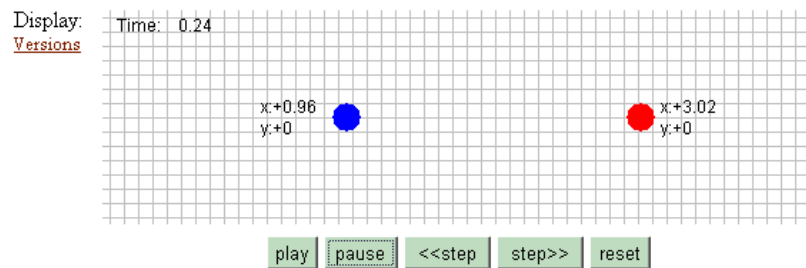 Display:
Versions
Time: 0.24
x:+0.96
y:+0
x:+3.02
y:+0
play
pause
<<step
step>>
reset